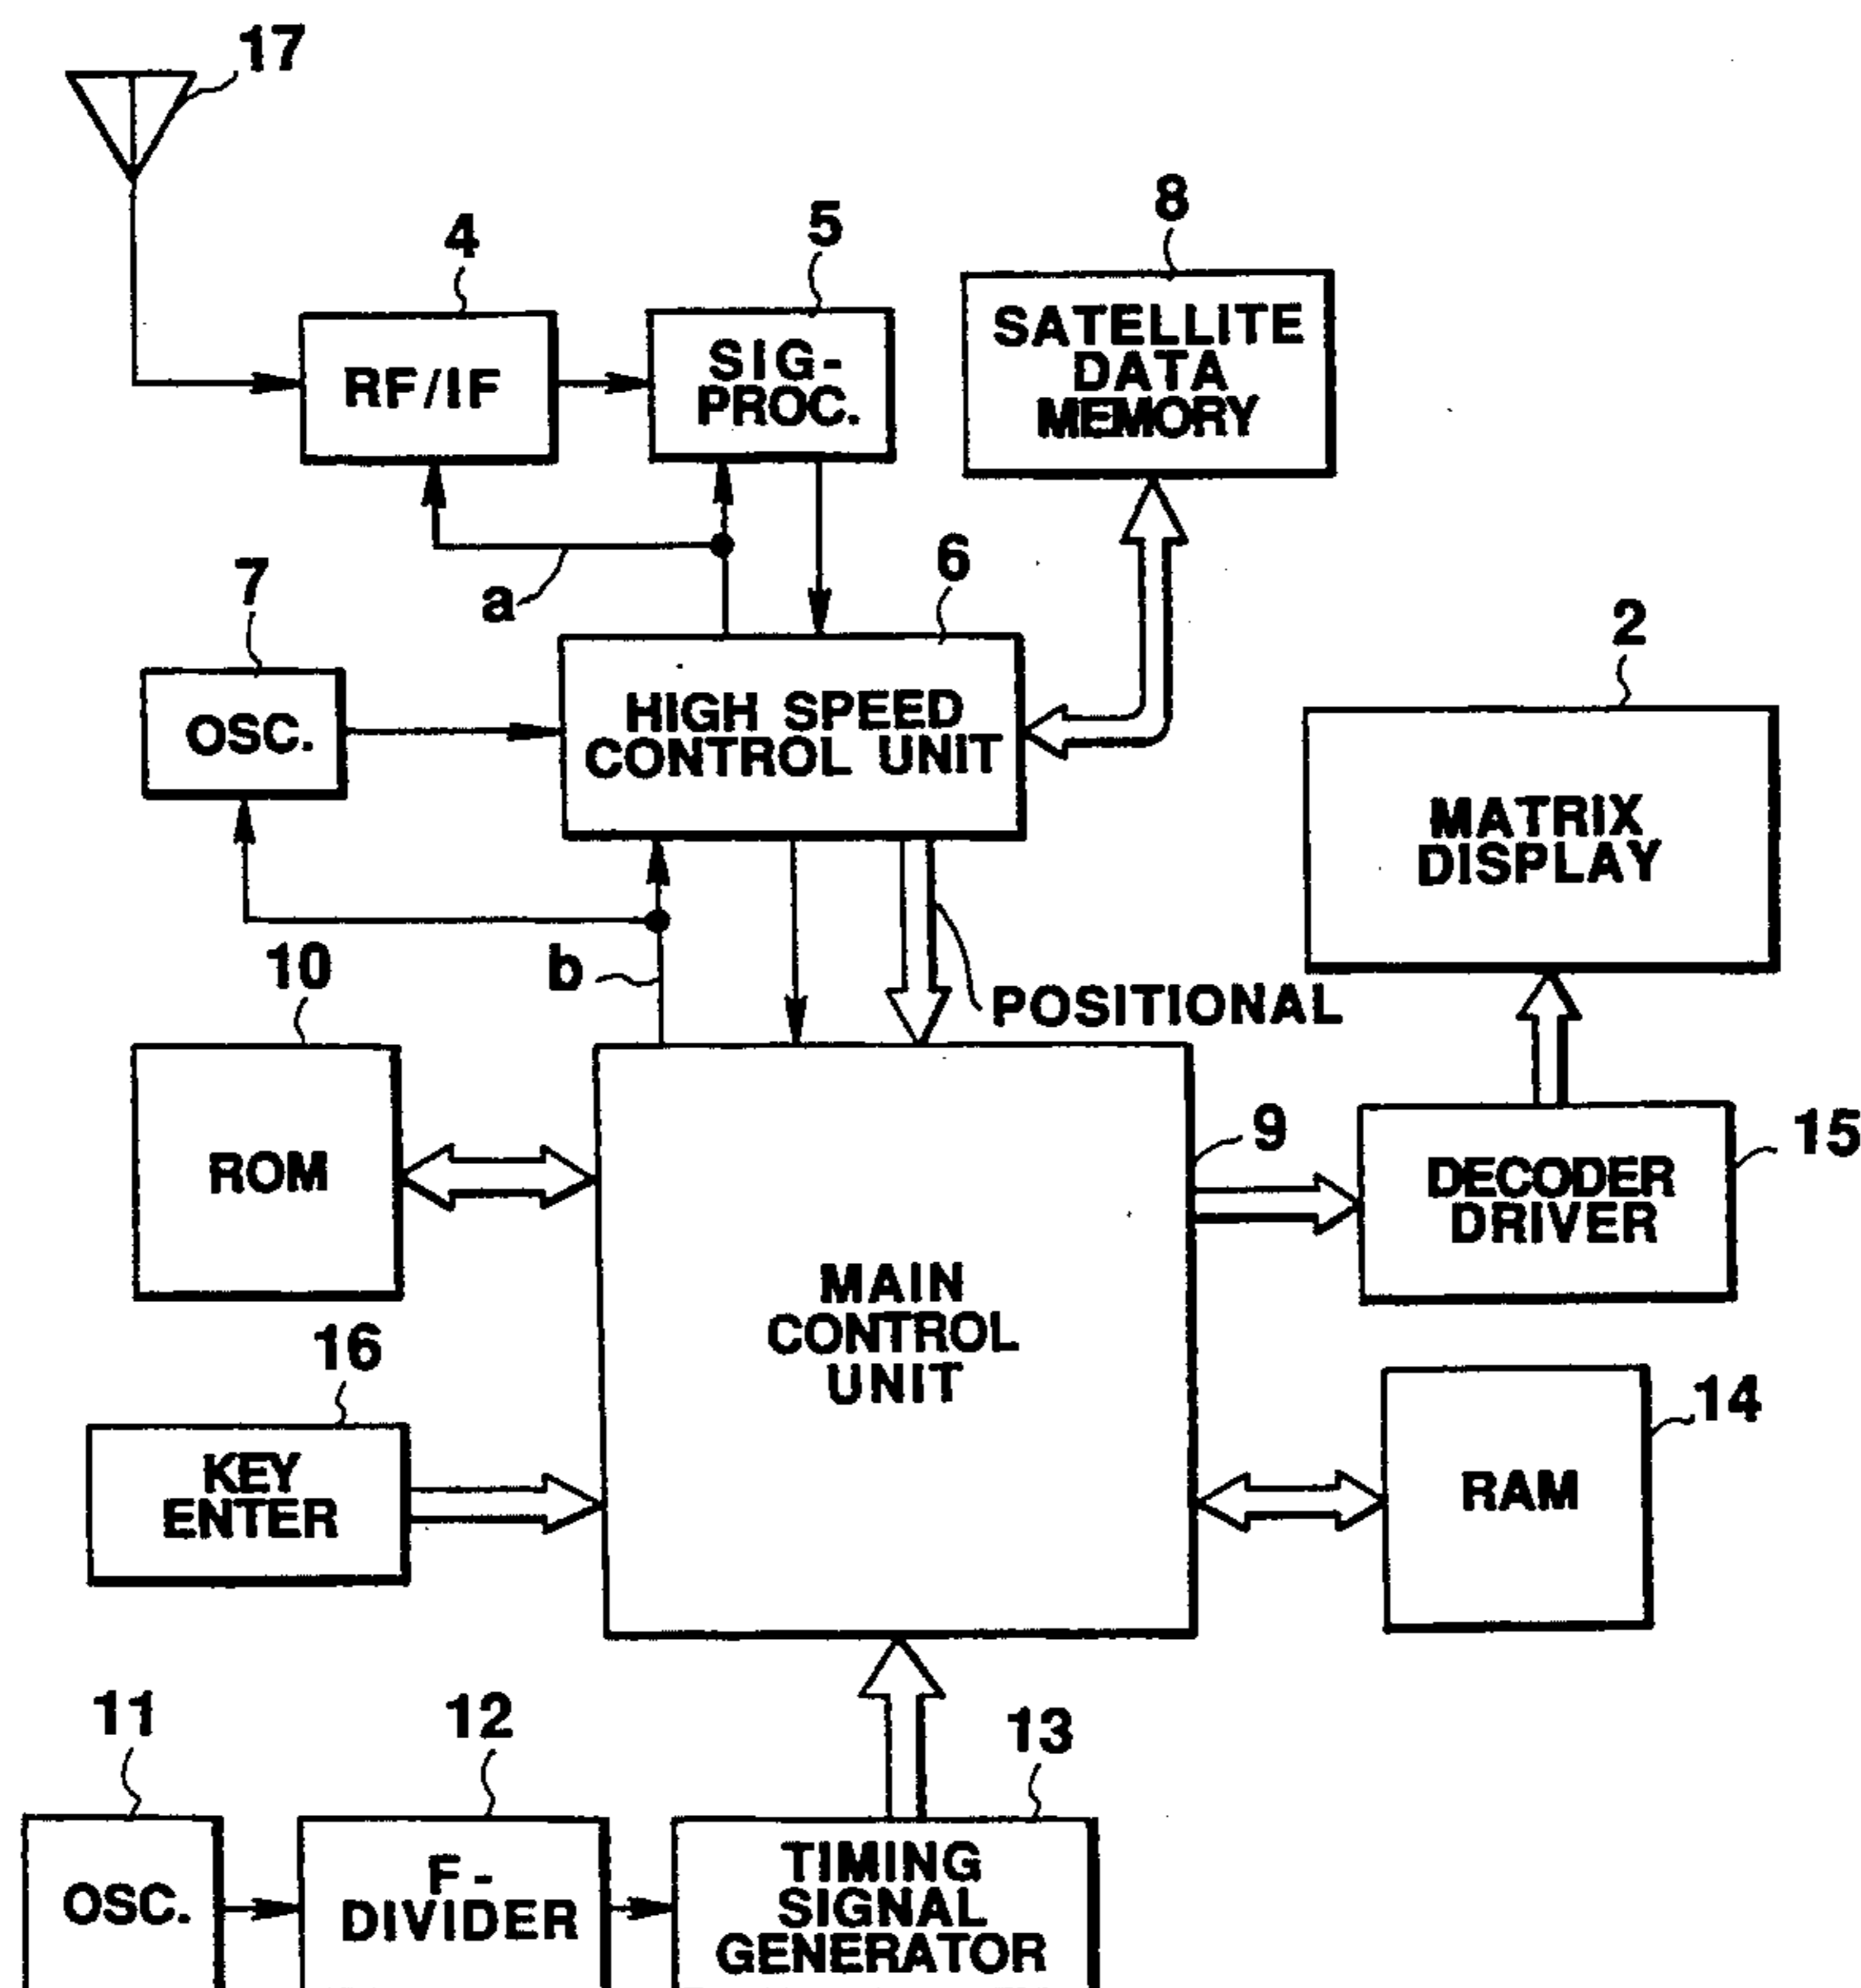 17
4
5
8
RF/IF
SIG-
PROC.
SATELLITE
DATA
MEMORY
a
7
6
2
OSC.
HIGH SPEED
CONTROL UNIT
MATRIX
DISPLAY
b
POSITIONAL
10
ROM
9
15
DECODER
DRIVER
MAIN
CONTROL
UNIT
16
KEY
ENTER
14
RAM
11
12
13
OSC.
F-
DIVIDER
TIMING
SIGNAL
GENERATOR